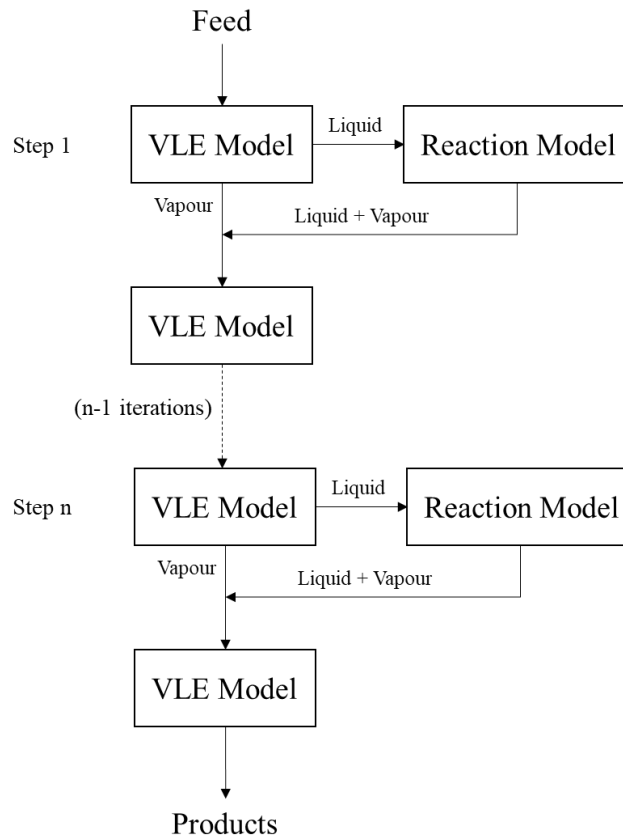 Feed
Step 1
VLE Model
Liquid
Reaction Model
Vapour
Liquid + Vapour
VLE Model
(n-1 iterations)
Step n
VLE Model
Liquid
Reaction Model
Vapour
Liquid + Vapour
VLE Model
Products